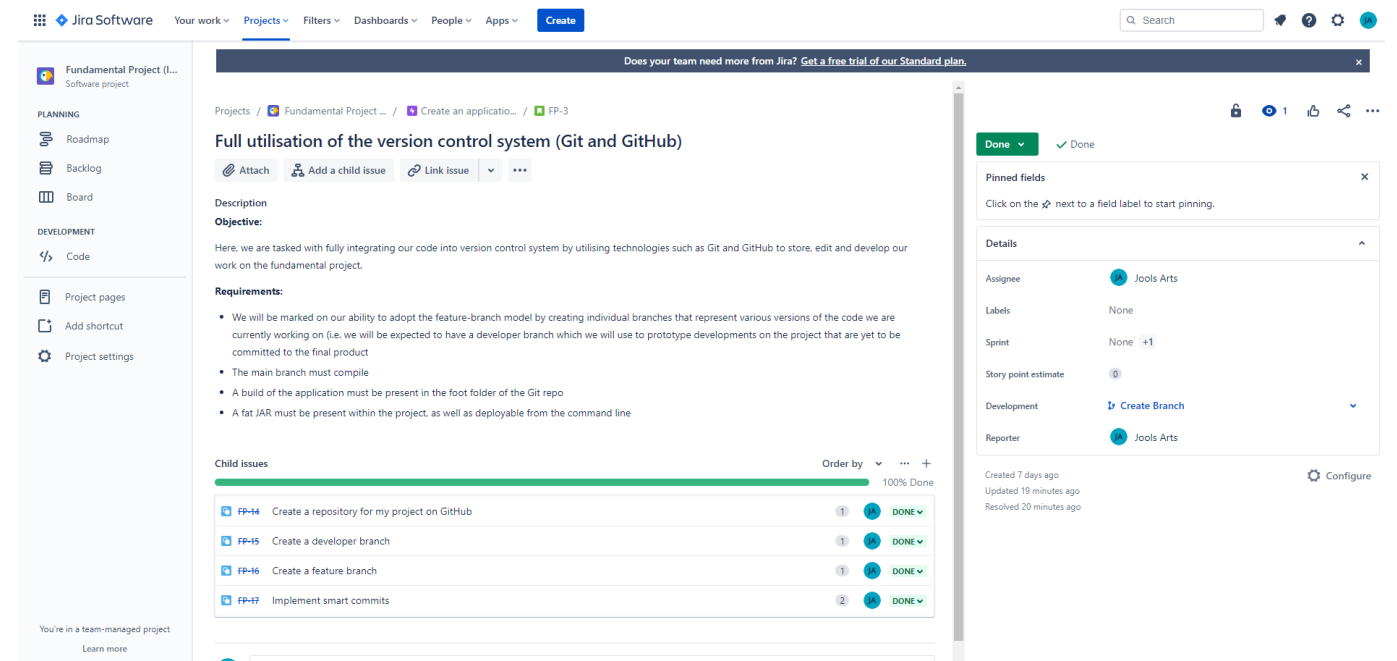 Jira Software Your work Projects Filters Dashboards People Apps Create Search JA
Fundamental Project (I...
Software project
PLANNING
Roadmap
Backlog
Board
DEVELOPMENT
Code
Project pages
Add shortcut
Project settings
You're in a team-managed project
Learn more
Does your team need more from Jira? Get a free trial of our Standard plan.
Projects / Fundamental Project ... / Create an applicatio... / FP-3
Full utilisation of the version control system (Git and GitHub)
Attach Add a child issue Link issue
Description
Objective:
Here, we are tasked with fully integrating our code into version control system by utilising technologies such as Git and GitHub to store, edit and develop our
work on the fundamental project.
Requirements:
• We will be marked on our ability to adopt the feature-branch model by creating individual branches that represent various versions of the code we are
currently working on (i.e. we will be expected to have a developer branch which we will use to prototype developments on the project that are yet to be
committed to the final product
• The main branch must compile
• A build of the application must be present in the foot folder of the Git repo
• A fat JAR must be present within the project, as well as deployable from the command line
Child issues Order by
100% Done
FP-14 Create a repository for my project on GitHub 1 JA DONE
FP-15 Create a developer branch 1 JA DONE
FP-16 Create a feature branch 1 JA DONE
FP-17 Implement smart commits 2 JA DONE
1
Done Done
Pinned fields
Click on the next to a field label to start pinning.
Details
Assignee JA Jools Arts
Labels None
Sprint None +1
Story point estimate 0
Development Create Branch
Reporter JA Jools Arts
Created 7 days ago Configure
Updated 19 minutes ago
Resolved 20 minutes ago